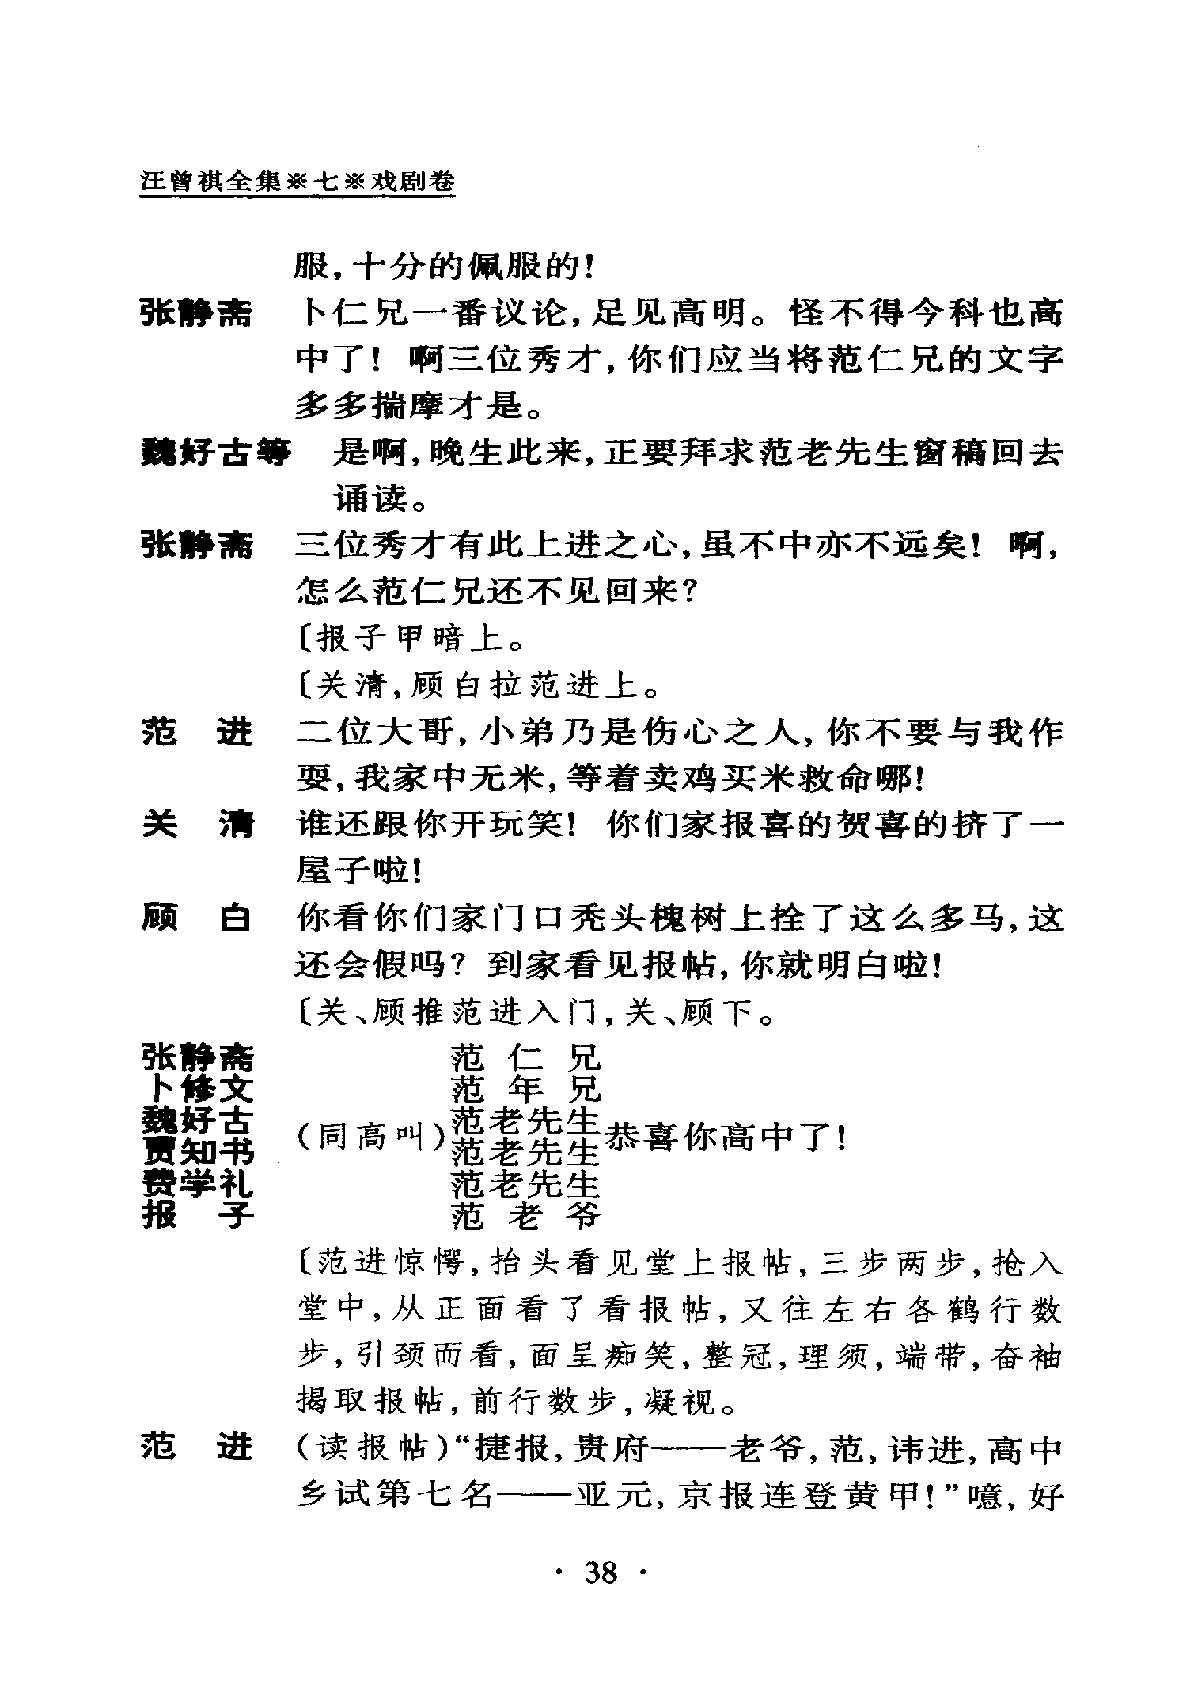 汪曾祺全集※七※戏剧卷
服,十分的佩服的!
张静斋 卜仁兄一番议论,足见高明。怪不得今科也高
中了! 啊三位秀才,你们应当将范仁兄的文字
多多揣摩才是。
魏好古等 是啊,晚生此来,正要拜求范老先生窗稿回去
诵读。
张静斋 三位秀才有此上进之心,虽不中亦不远矣! 啊,
怎么范仁兄还不见回来?
〔报子甲暗上。
〔关清,顾白拉范进上。
范 进 二位大哥,小弟乃是伤心之人,你不要与我作
耍,我家中无米,等着卖鸡买米救命哪!
关 清 谁还跟你开玩笑! 你们家报喜的贺喜的挤了一
屋子啦!
顾 白 你看你们家门口秃头槐树上拴了这么多马,这
还会假吗? 到家看见报帖,你就明白啦!
〔关、顾推范进入门,关、顾下。
张静斋 范 仁 兄
卜修文 范 年 兄
魏好古 范老先生
(同高叫) 恭喜你高中了!
贾知书 范老先生
费学礼 范老先生
报 子 范 老 爷
〔范进惊愕,抬头看见堂上报帖,三步两步,抢入
堂中,从正面看了看报帖,又往左右各鹤行数
步,引颈而看,面呈痴笑,整冠,理须,端带,奋袖
揭取报帖,前行数步,凝视。
范 进 (读报帖)“捷报,贵府——老爷,范,讳进,高中
乡试第七名——亚元,京报连登黄甲!”噫,好
· 38 ·